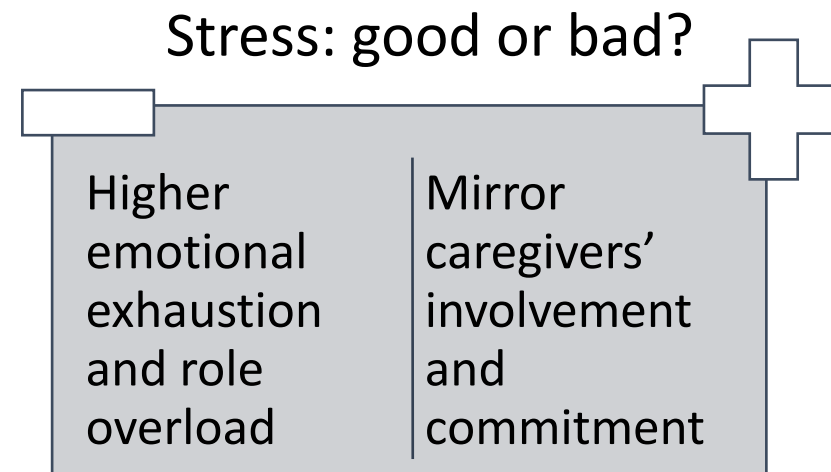 Stress: good or bad?
Higher
emotional
exhaustion
and role
overload
Mirror
caregivers’
involvement
and
commitment